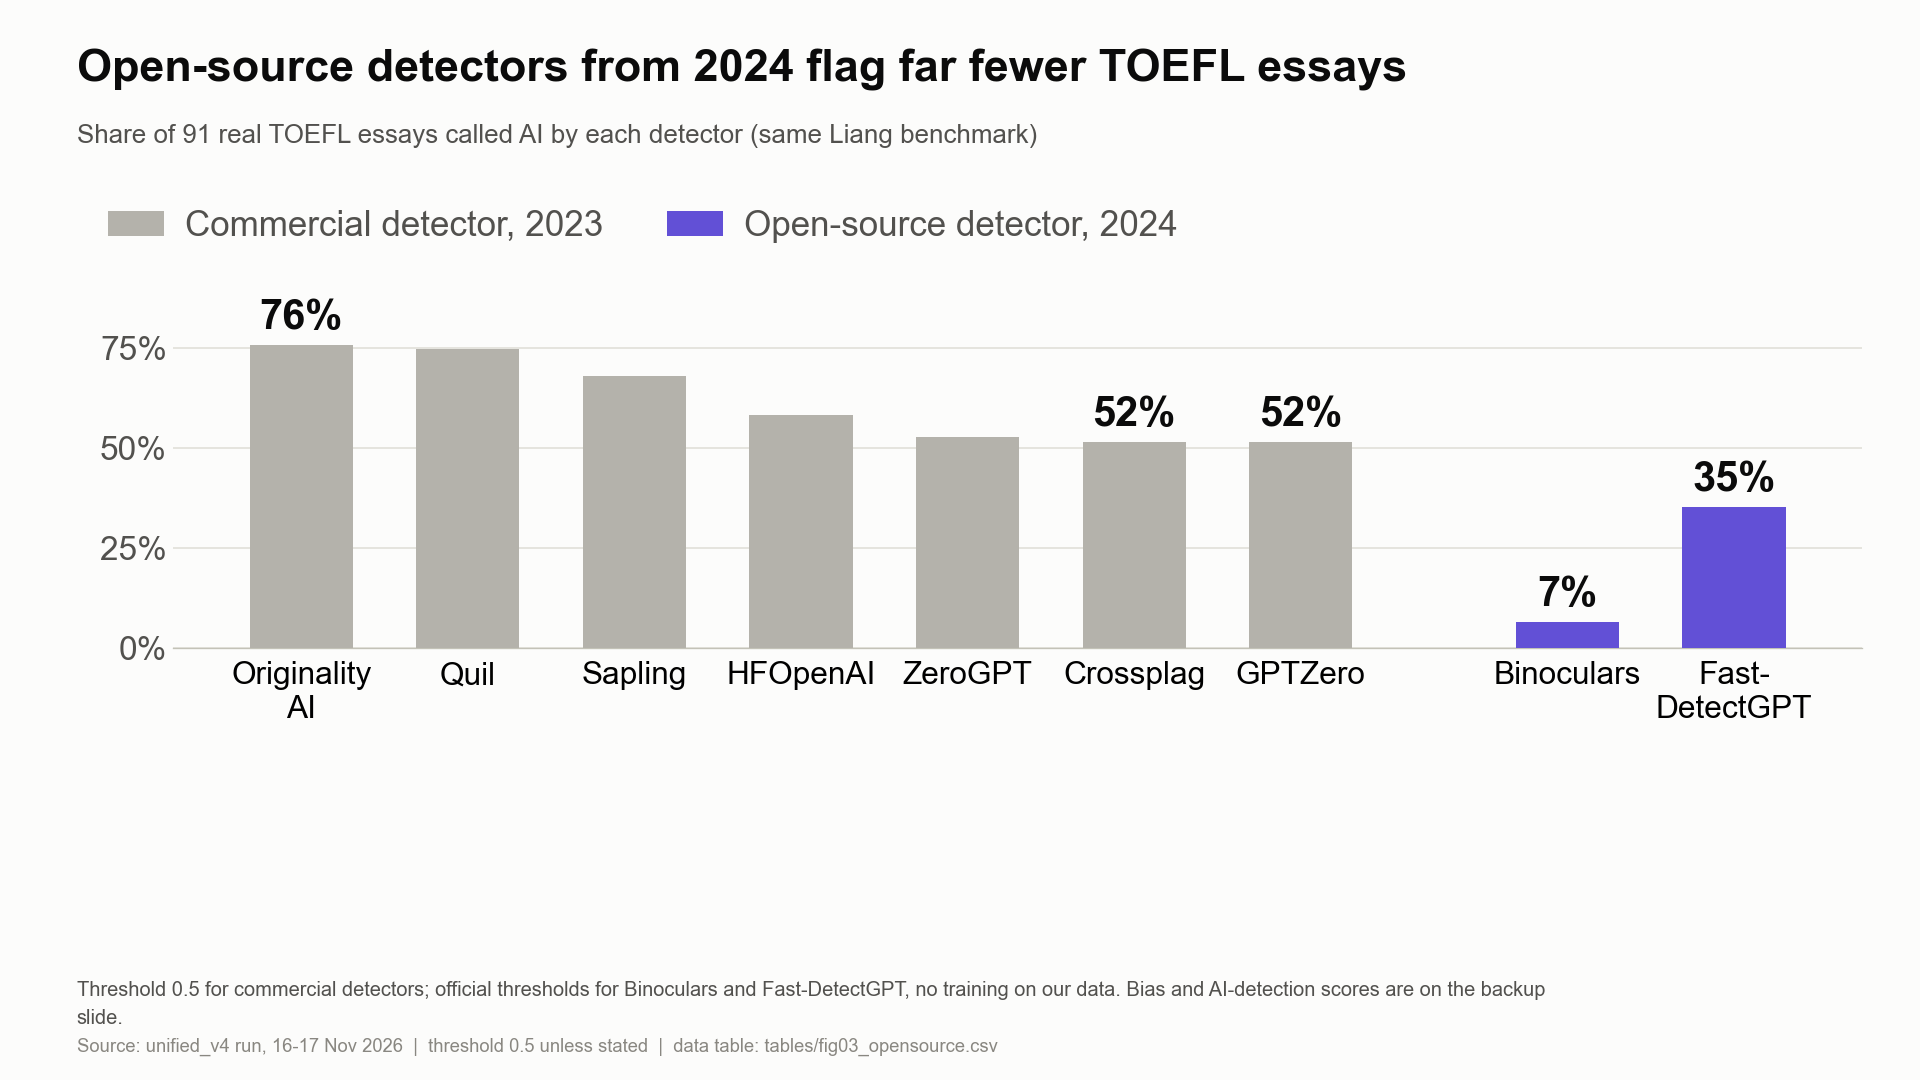 Open-source detectors from 2024 flag far fewer TOEFL essays
Share of 91 real TOEFL essays called AI by each detector (same Liang benchmark)
Commercial detector, 2023
Open-source detector, 2024
76%
75%
52%
52%
50%
35%
25%
7%
0%
Originality
AI
Quil
Sapling
HFOpenAI
ZeroGPT
Crossplag
GPTZero
Binoculars
Fast-
DetectGPT
Threshold 0.5 for commercial detectors; official thresholds for Binoculars and Fast-DetectGPT, no training on our data. Bias and AI-detection scores are on the backup
slide.
Source: unified_v4 run, 16-17 Nov 2026 | threshold 0.5 unless stated | data table: tables/fig03_opensource.csv